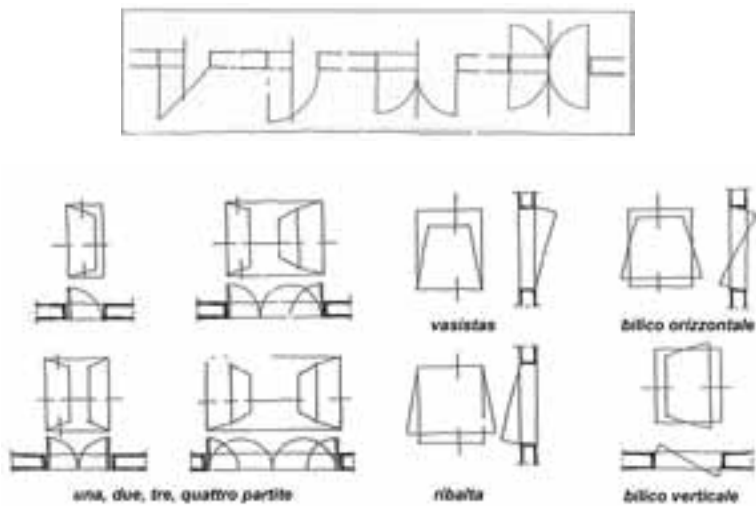 vasistas
bilico orizzontale
una, due, tre, quattro partite
ribalta
bilico verticale